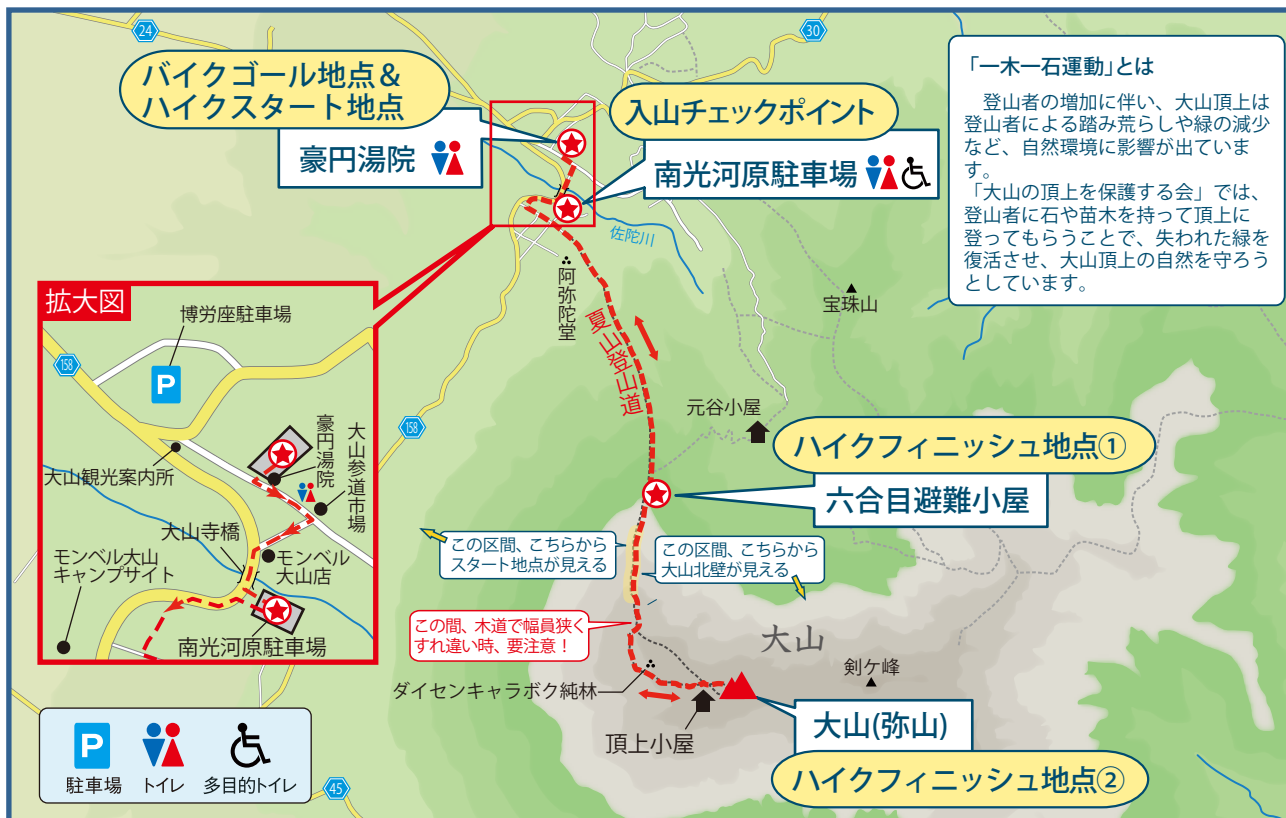 24
30
バイクゴール地点&
ハイクスタート地点
豪円湯院
入山チェックポイント
南光河原駐車場
「一木一石運動」とは
登山者の増加に伴い、大山頂上は
登山者による踏み荒らしや緑の減少
など、自然環境に影響が出ていま
す。
「大山の頂上を保護する会」では、
登山者に石や苗木を持って頂上に
登ってもらうことで、失われた緑を
復活させ、大山頂上の自然を守ろう
としています。
佐陀川
阿弥陀堂
宝珠山
夏山登山道
元谷小屋
158
拡大図
博労座駐車場
158
P
豪円湯院
大山参道市場
大山観光案内所
大山寺橋
モンベル大山
キャンプサイト
モンベル
大山店
南光河原駐車場
ハイクフィニッシュ地点①
六合目避難小屋
この区間、こちらから
スタート地点が見える
この区間、こちらから
大山北壁が見える
この間、木道で幅員狭く
すれ違い時、要注意！
大山
剣ケ峰
ダイセンキャラボク純林
頂上小屋
大山(弥山)
ハイクフィニッシュ地点②
P
駐車場
トイレ
多目的トイレ
45